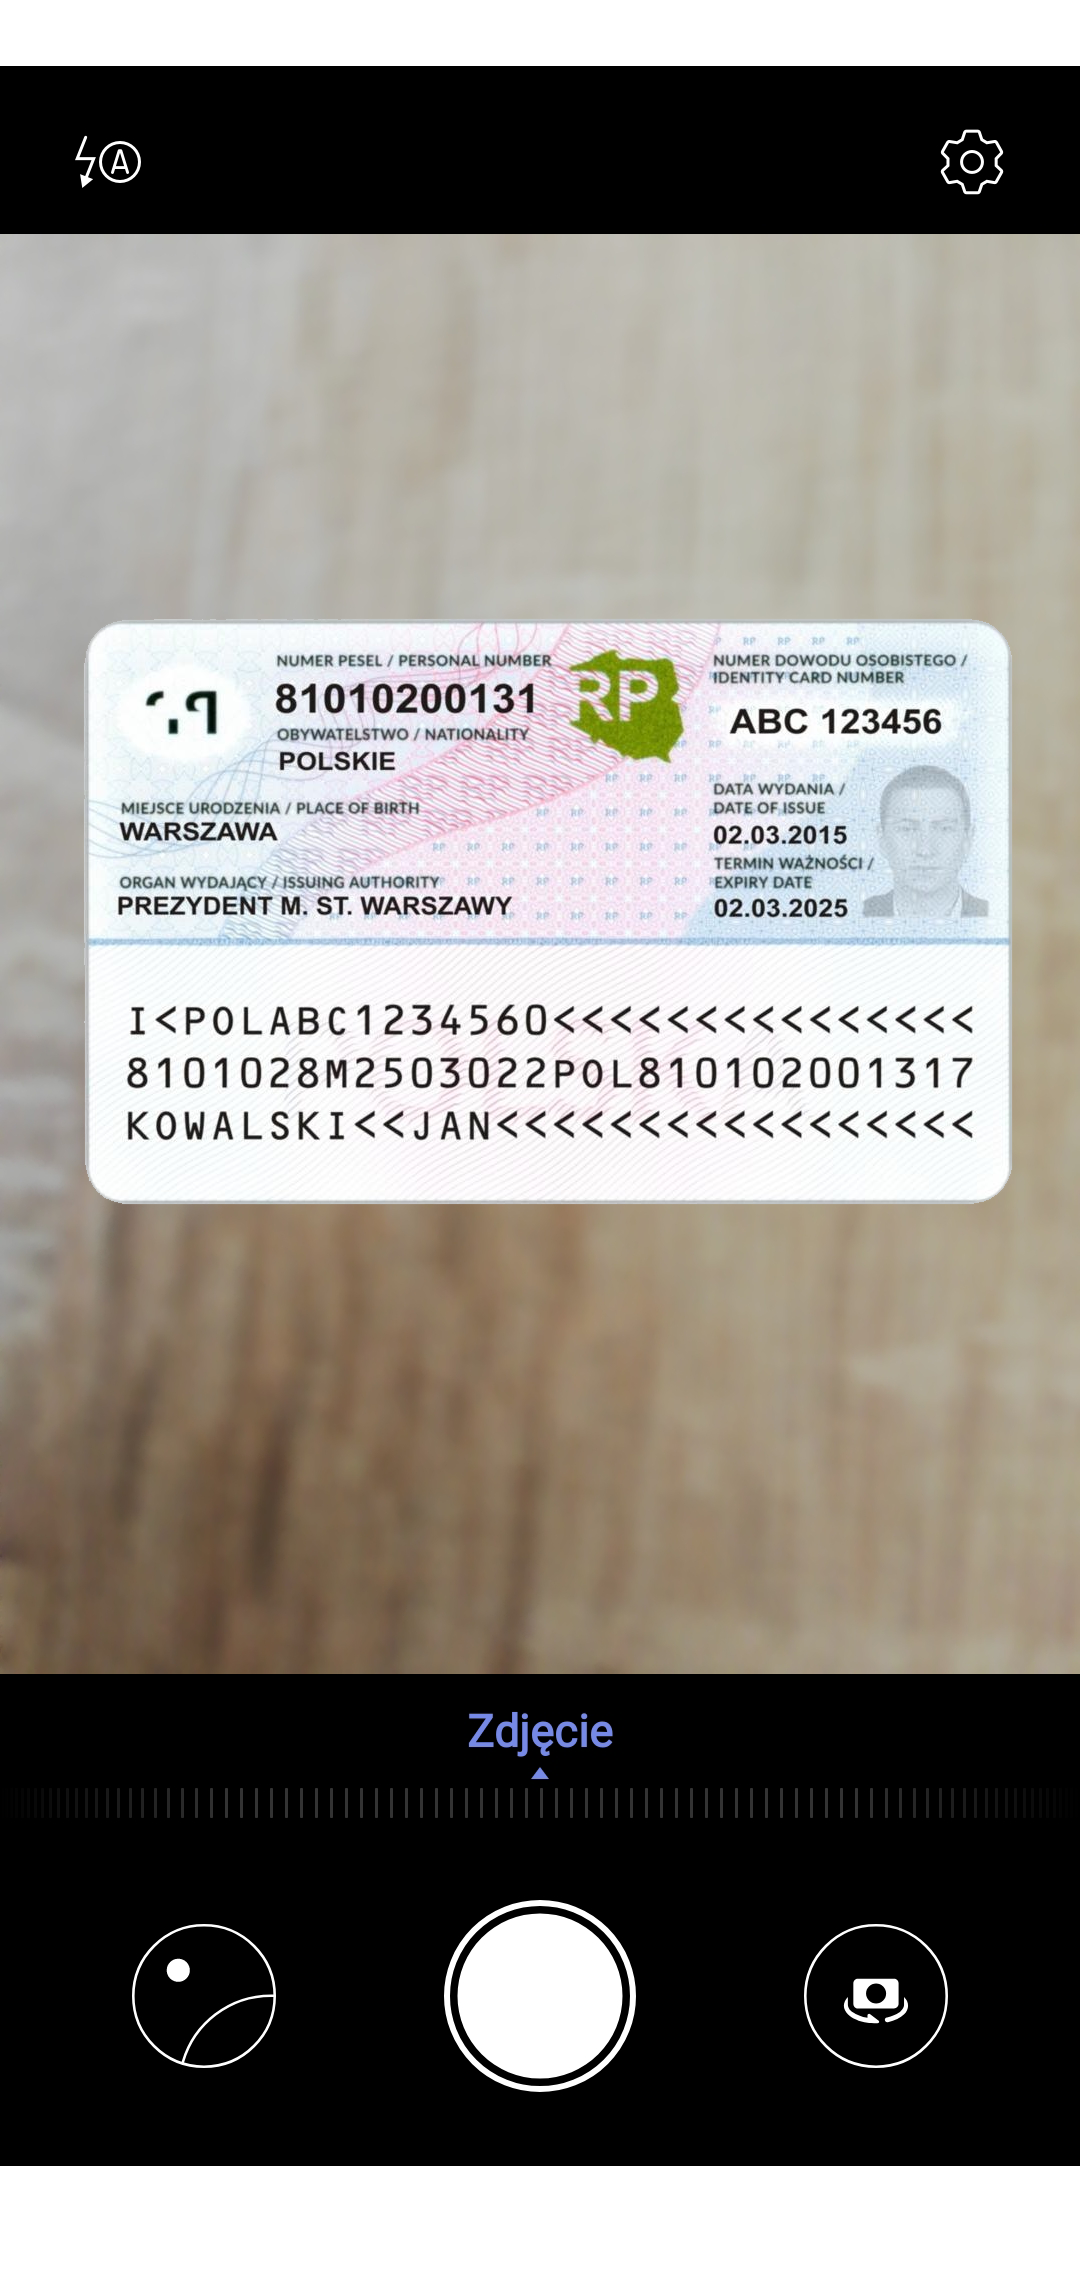 A
NUMER PESEL / PERSONAL NUMBER
81010200131
OBYWATELSTWO / NATIONALITY
POLSKIE
MIEJSCE URODZENIA / PLACE OF BIRTH
WARSZAWA
ORGAN WYDAJĄCY / ISSUING AUTHORITY
PREZYDENT M. ST. WARSZAWY
RP
NUMER DOWODU OSOBISTEGO /
IDENTITY CARD NUMBER
ABC 123456
DATA WYDANIA /
DATE OF ISSUE
02.03.2015
TERMIN WAŻNOŚCI /
EXPIRY DATE
02.03.2025
I<POLABC1234560<<<<<<<<<<<<<<<
8101028M2503022POL810102001317
KOWALSKI<<JAN<<<<<<<<<<<<<<<<<
Zdjęcie